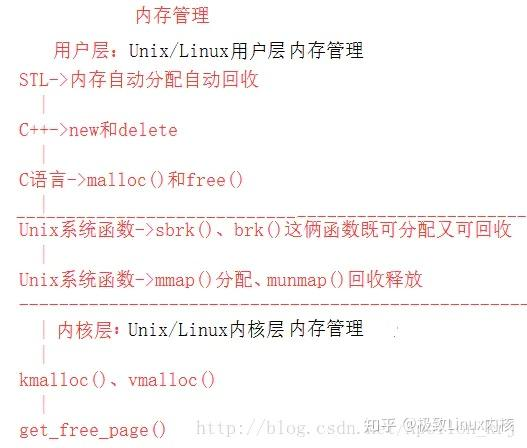 内存管理
用户层：Unix/Linux用户层内存管理
STL->内存自动分配自动回收
|
C++->new和delete
|
C语言->malloc()和free()
|
Unix系统函数->sbrk()、brk()这俩函数既可分配又可回收
|
Unix系统函数->mmap()分配、munmap()回收释放
| 内核层：Unix/Linux内核层内存管理
|
kmalloc()、vmalloc()
|
get_free_page() http://blog.csdn.net/
知乎 @极致Linux内核